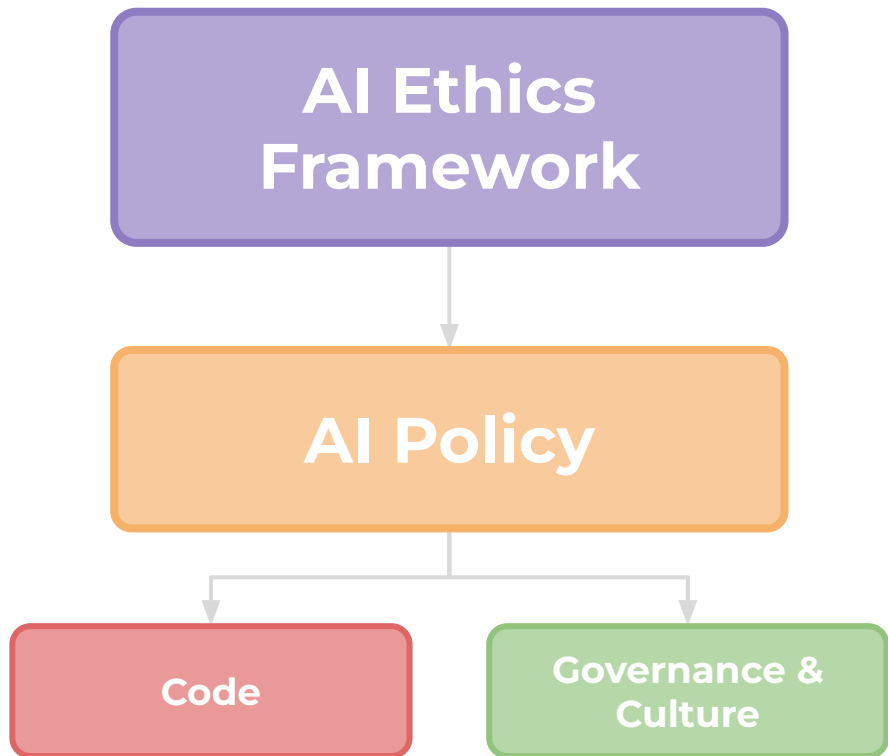 AI Ethics
Framework
AI Policy
Code
Governance &
Culture